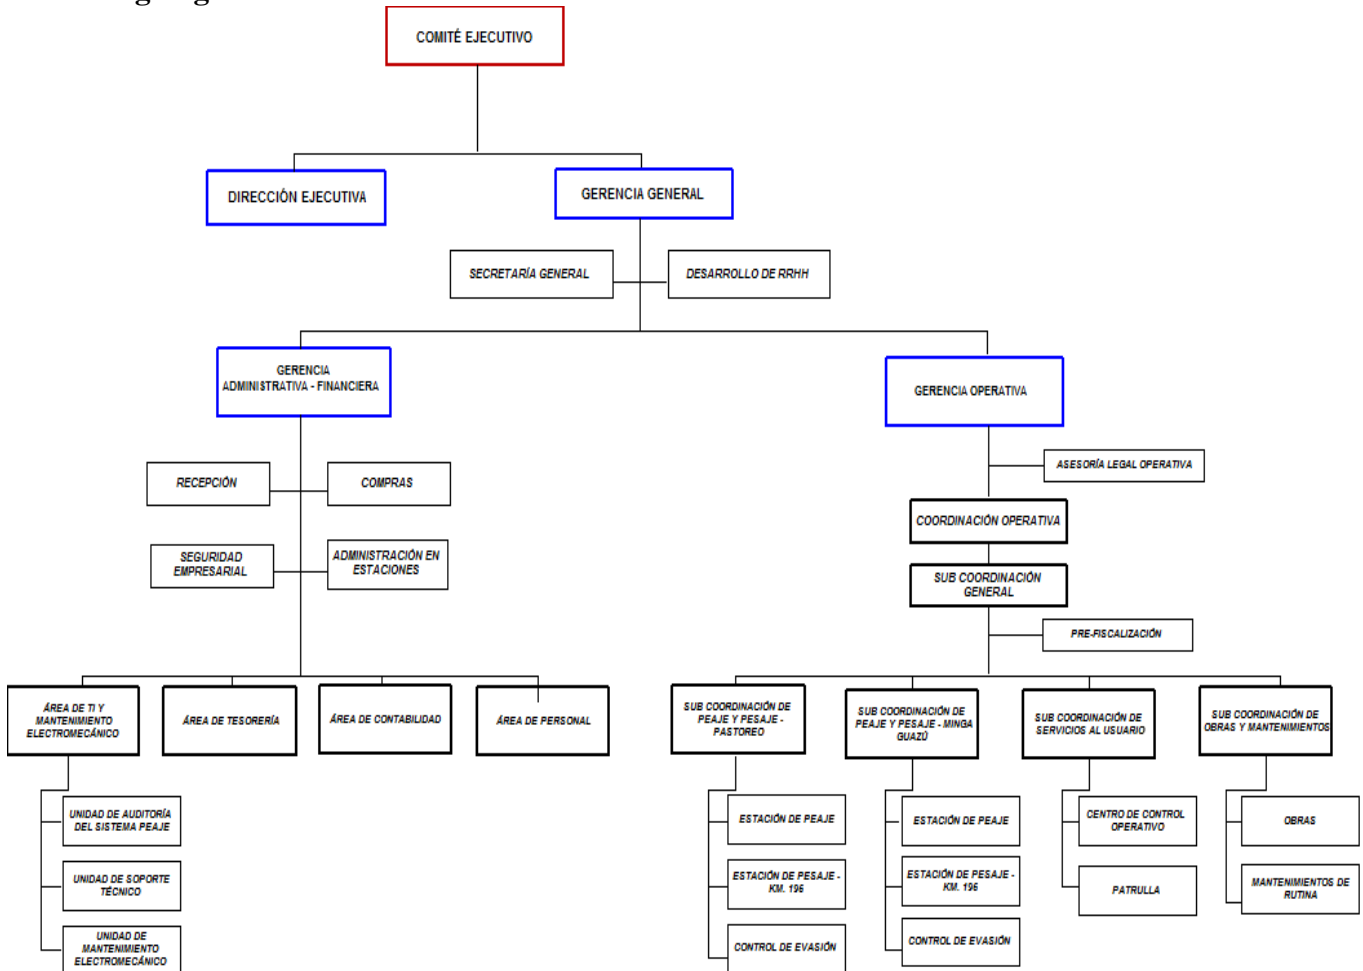 COMITÉ EJECUTIVO
DIRECCIÓN EJECUTIVA
GERENCIA GENERAL
SECRETARÍA GENERAL
DESARROLLO DE RRHH
GERENCIA
ADMINISTRATIVA - FINANCIERA
GERENCIA OPERATIVA
RECEPCIÓN
COMPRAS
ASESORÍA LEGAL OPERATIVA
COORDINACIÓN OPERATIVA
SEGURIDAD
EMPRESARIAL
ADMINISTRACIÓN EN
ESTACIONES
SUB COORDINACIÓN
GENERAL
PRE-FISCALIZACIÓN
ÁREA DE TI Y
MANTENIMIENTO
ELECTROMECÁNICO
ÁREA DE TESORERÍA
ÁREA DE CONTABILIDAD
ÁREA DE PERSONAL
SUB COORDINACIÓN DE
PEAJE Y PESAJE -
PASTOREO
SUB COORDINACIÓN DE
PEAJE Y PESAJE - MINGA
GUAZÚ
SUB COORDINACIÓN DE
SERVICIOS AL USUARIO
SUB COORDINACIÓN DE
OBRAS Y MANTENIMIENTOS
UNIDAD DE AUDITORÍA
DEL SISTEMA PEAJE
UNIDAD DE SOPORTE
TÉCNICO
UNIDAD DE
MANTENIMIENTO
ELECTROMECÁNICO
ESTACIÓN DE PEAJE
ESTACIÓN DE PESAJE -
KM. 196
CONTROL DE EVASIÓN
ESTACIÓN DE PEAJE
ESTACIÓN DE PESAJE -
KM. 196
CONTROL DE EVASIÓN
CENTRO DE CONTROL
OPERATIVO
PATRULLA
OBRAS
MANTENIMIENTOS DE
RUTINA